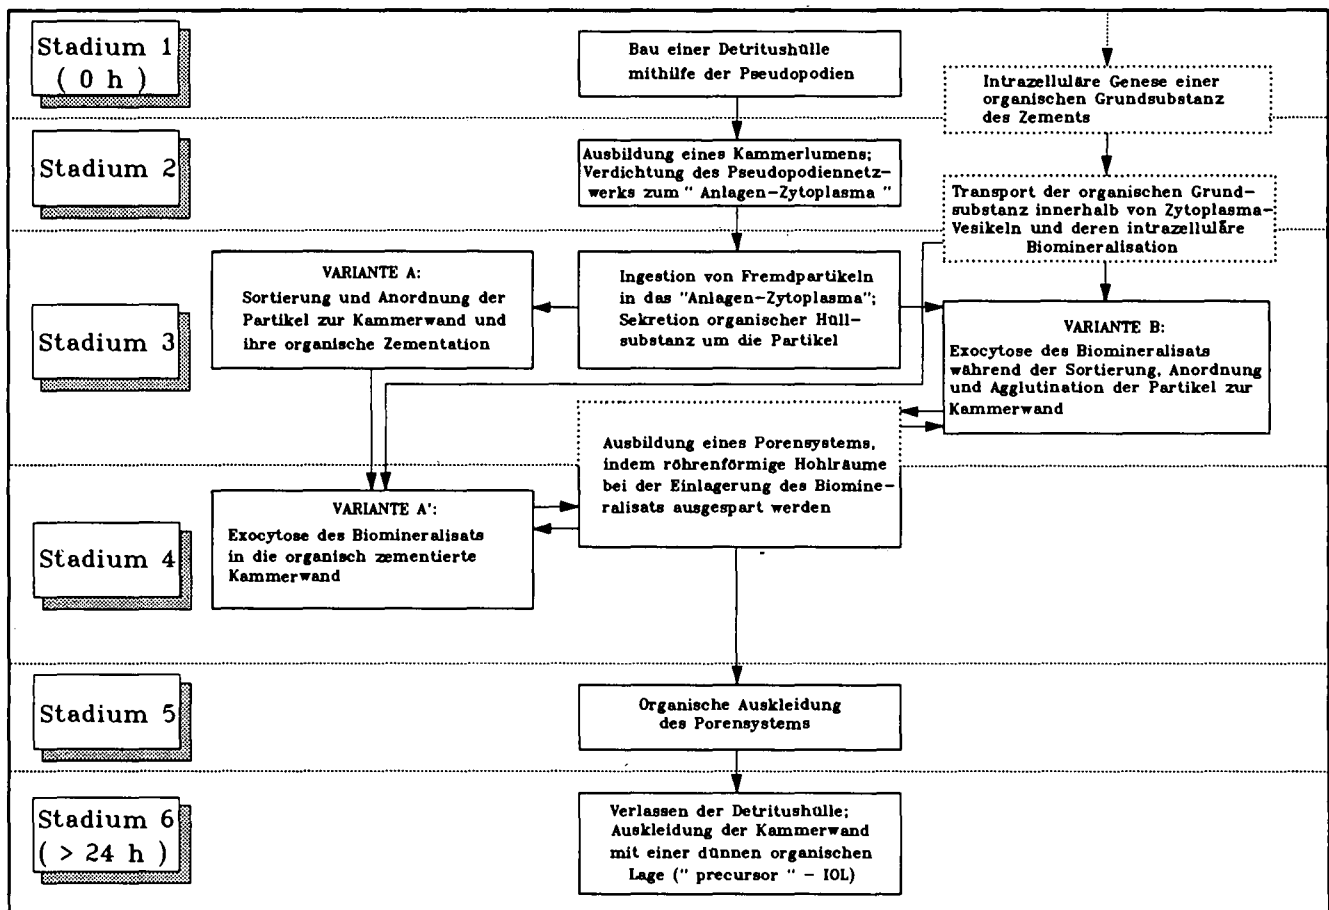 Stadium 1
( 0 h )
Bau einer Detritushülle
mithilfe der Pseudopodien
Intrazelluläre Genese einer
organischen Grundsubstanz
des Zements
Stadium 2
Ausbildung eines Kammerlumens;
Verdichtung des Pseudopodiennetz-
werks zum " Anlagen-Zytoplasma "
Transport der organischen Grund-
substanz innerhalb von Zytoplasma-
Vesikeln und deren intrazelluläre
Biomineralisation
Stadium 3
VARIANTE A:
Sortierung und Anordnung der
Partikel zur Kammerwand und
ihre organische Zementation
Ingestion von Fremdpartikeln
in das "Anlagen-Zytoplasma";
Sekretion organischer Hüll-
substanz um die Partikel
VARIANTE B:
Exocytose des Biomineralisats
während der Sortierung, Anordnung
und Agglutination der Partikel zur
Kammerwand
Ausbildung eines Porensystems,
indem röhrenförmige Hohlräume
bei der Einlagerung des Biomine-
ralisats ausgespart werden
Stadium 4
VARIANTE A':
Exocytose des Biomineralisats
in die organisch zementierte
Kammerwand
Stadium 5
Organische Auskleidung
des Porensystems
Stadium 6
( > 24 h )
Verlassen der Detritushülle;
Auskleidung der Kammerwand
mit einer dünnen organischen
Lage (" precursor " - IOL)